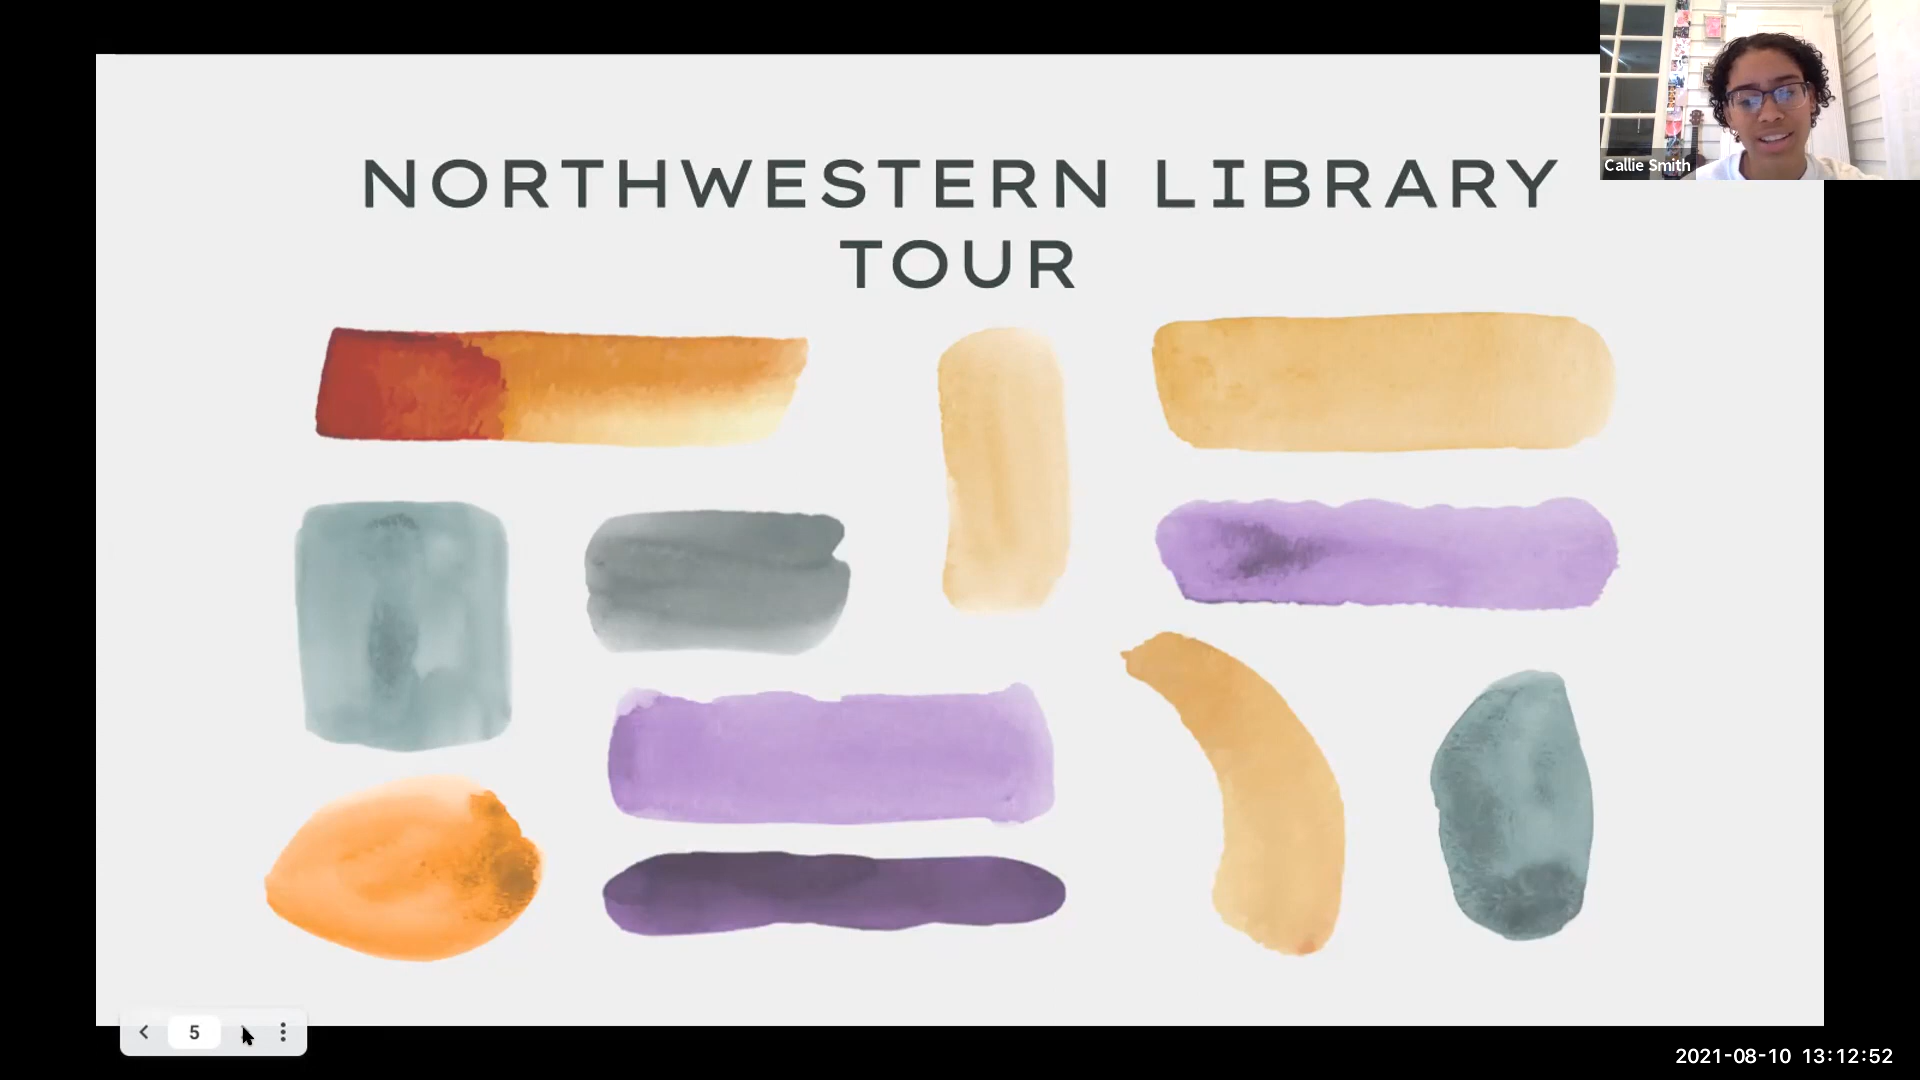 NORTHWESTERN LIBRARY
TOUR
Callie Smith
5
2021-08-10 13:12:52